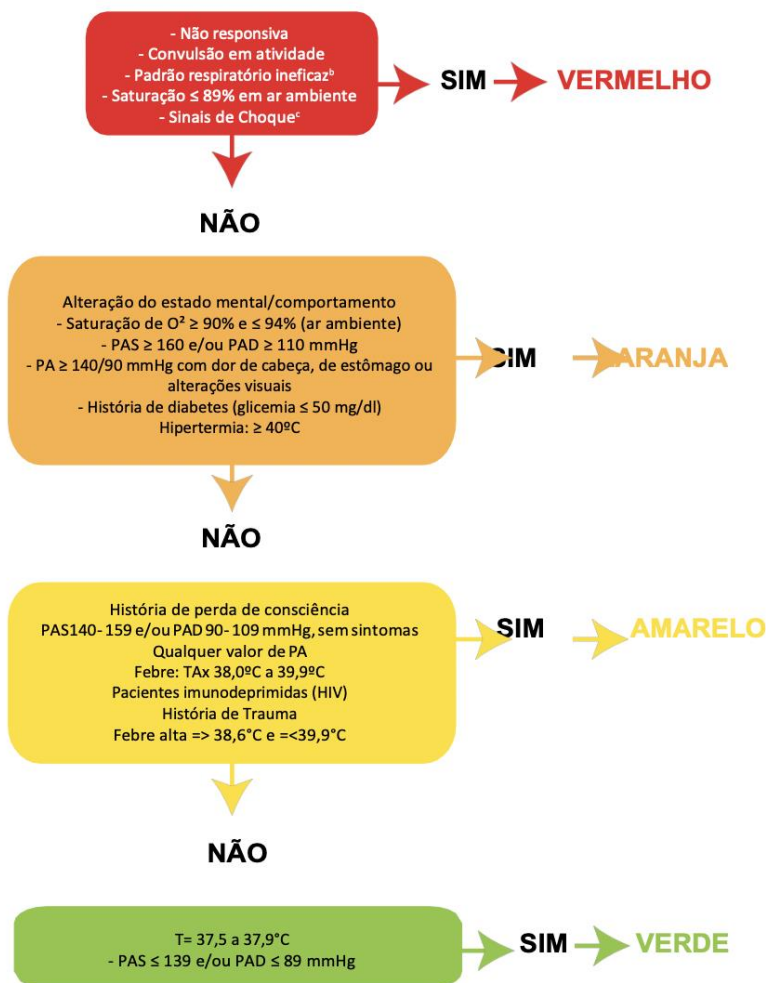 - Não responsiva
- Convulsão em atividade
- Padrão respiratório ineficazᵇ
- Saturação ≤ 89% em ar ambiente
- Sinais de Choqueᶜ
SIM
VERMELHO
NÃO
Alteração do estado mental/comportamento
- Saturação de O² ≥ 90% e ≤ 94% (ar ambiente)
- PAS ≥ 160 e/ou PAD ≥ 110 mmHg
- PA ≥ 140/90 mmHg com dor de cabeça, de estômago ou
alterações visuais
- História de diabetes (glicemia ≤ 50 mg/dl)
Hipertermia: ≥ 40ºC
SIM
LARANJA
NÃO
História de perda de consciência
PAS140- 159 e/ou PAD 90- 109 mmHg, sem sintomas
Qualquer valor de PA
Febre: TAx 38,0ºC a 39,9ºC
Pacientes imunodeprimidas (HIV)
História de Trauma
Febre alta => 38,6°C e =<39,9°C
SIM
AMARELO
NÃO
T= 37,5 a 37,9°C
- PAS ≤ 139 e/ou PAD ≤ 89 mmHg
SIM
VERDE